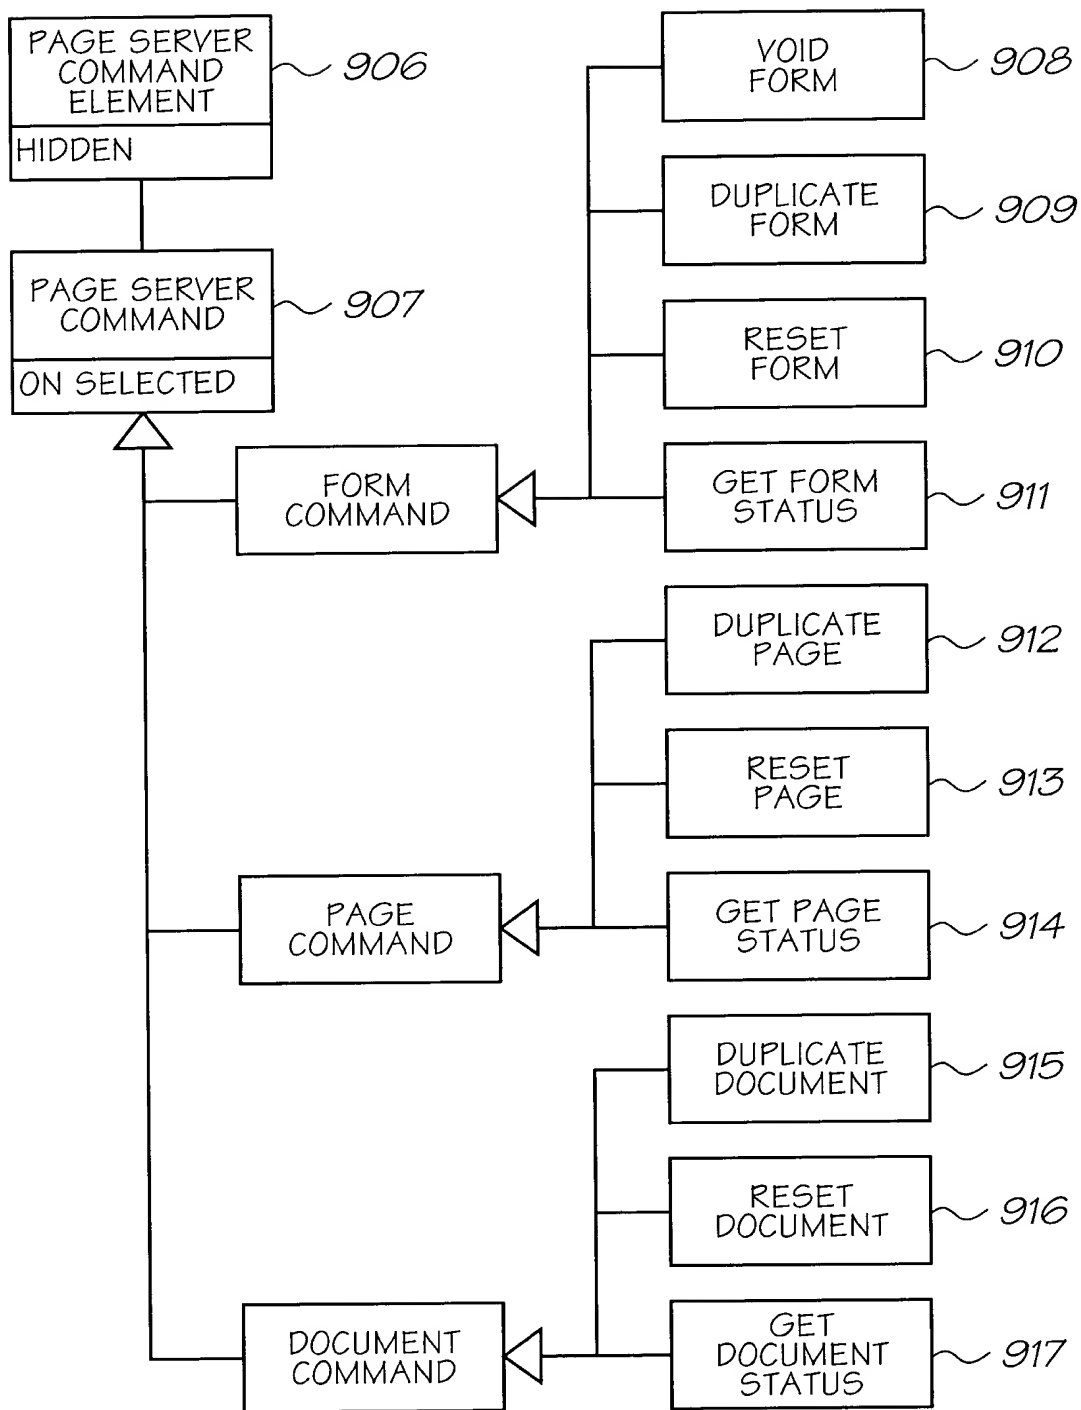 PAGE SERVER
COMMAND
ELEMENT
HIDDEN
906
PAGE SERVER
COMMAND
ON SELECTED
907
FORM
COMMAND
VOID
FORM
908
DUPLICATE
FORM
909
RESET
FORM
910
GET FORM
STATUS
911
PAGE
COMMAND
DUPLICATE
PAGE
912
RESET
PAGE
913
GET PAGE
STATUS
914
DOCUMENT
COMMAND
DUPLICATE
DOCUMENT
915
RESET
DOCUMENT
916
GET
DOCUMENT
STATUS
917